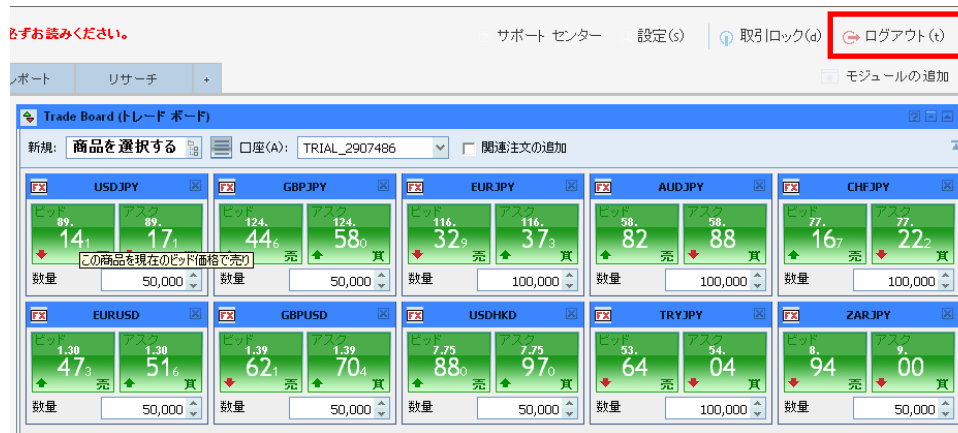 必ずお読みください。 サポート センター 設定(s) 取引ロック(a) ログアウト(t)
レポート リサーチ + モジュールの追加
Trade Board (トレード ボード)
新規: 商品を選択する 口座(A): TRIAL_2907486 関連注文の追加
FX USDJPY FX GBPJPY FX EURJPY FX AUDJPY FX CHFJPY
ビッド アスク ビッド アスク ビッド アスク ビッド アスク ビッド アスク
89. 89. 124. 124. 116. 116. 58. 58. 77. 77.
14₁ 17₁ 44₆ 58₀ 32₉ 37₃ 82 88 16₇ 22₂
売 買 売 買 売 買 売 買
この商品を現在のビッド価格で売り
数量 50,000 数量 50,000 数量 100,000 数量 100,000 数量 100,000
FX EURUSD FX GBPUSD FX USDHKD FX TRYJPY FX ZARJPY
ビッド アスク ビッド アスク ビッド アスク ビッド アスク ビッド アスク
1.30 1.30 1.39 1.39 7.75 7.75 53. 54. 8. 9.
47₃ 51₆ 62₁ 70₄ 88₀ 97₀ 64 04 94 00
売 買 売 買 売 買 売 買 売 買
数量 50,000 数量 50,000 数量 50,000 数量 100,000 数量 50,000